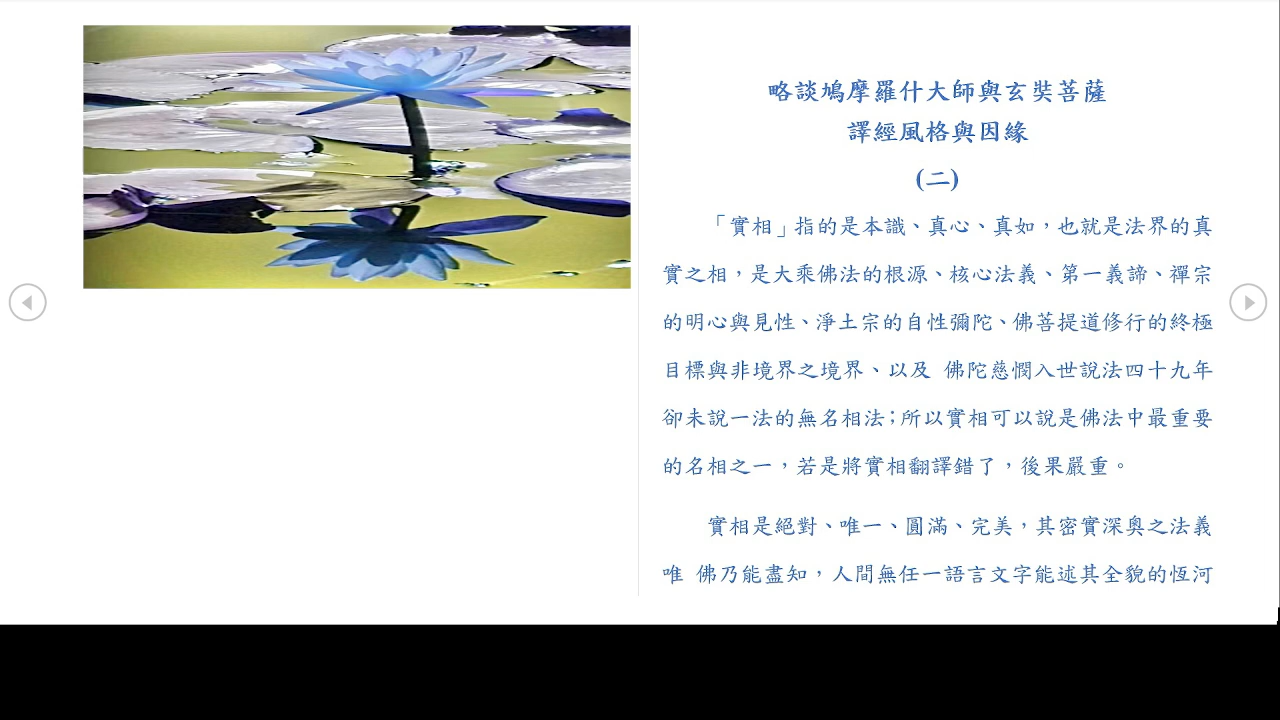 略談鳩摩羅什大師與玄奘菩薩
譯經風格與因緣
(二)
「實相」指的是本識、真心、真如，也就是法界的真
實之相，是大乘佛法的根源、核心法義、第一義諦、禪宗
的明心與見性、淨土宗的自性彌陀、佛菩提道修行的終極
目標與非境界之境界、以及 佛陀慈憫入世說法四十九年
卻未說一法的無名相法；所以實相可以說是佛法中最重要
的名相之一，若是將實相翻譯錯了，後果嚴重。
實相是絕對、唯一、圓滿、完美，其密實深奧之法義
唯 佛乃能盡知，人間無任一語言文字能述其全貌的恆河